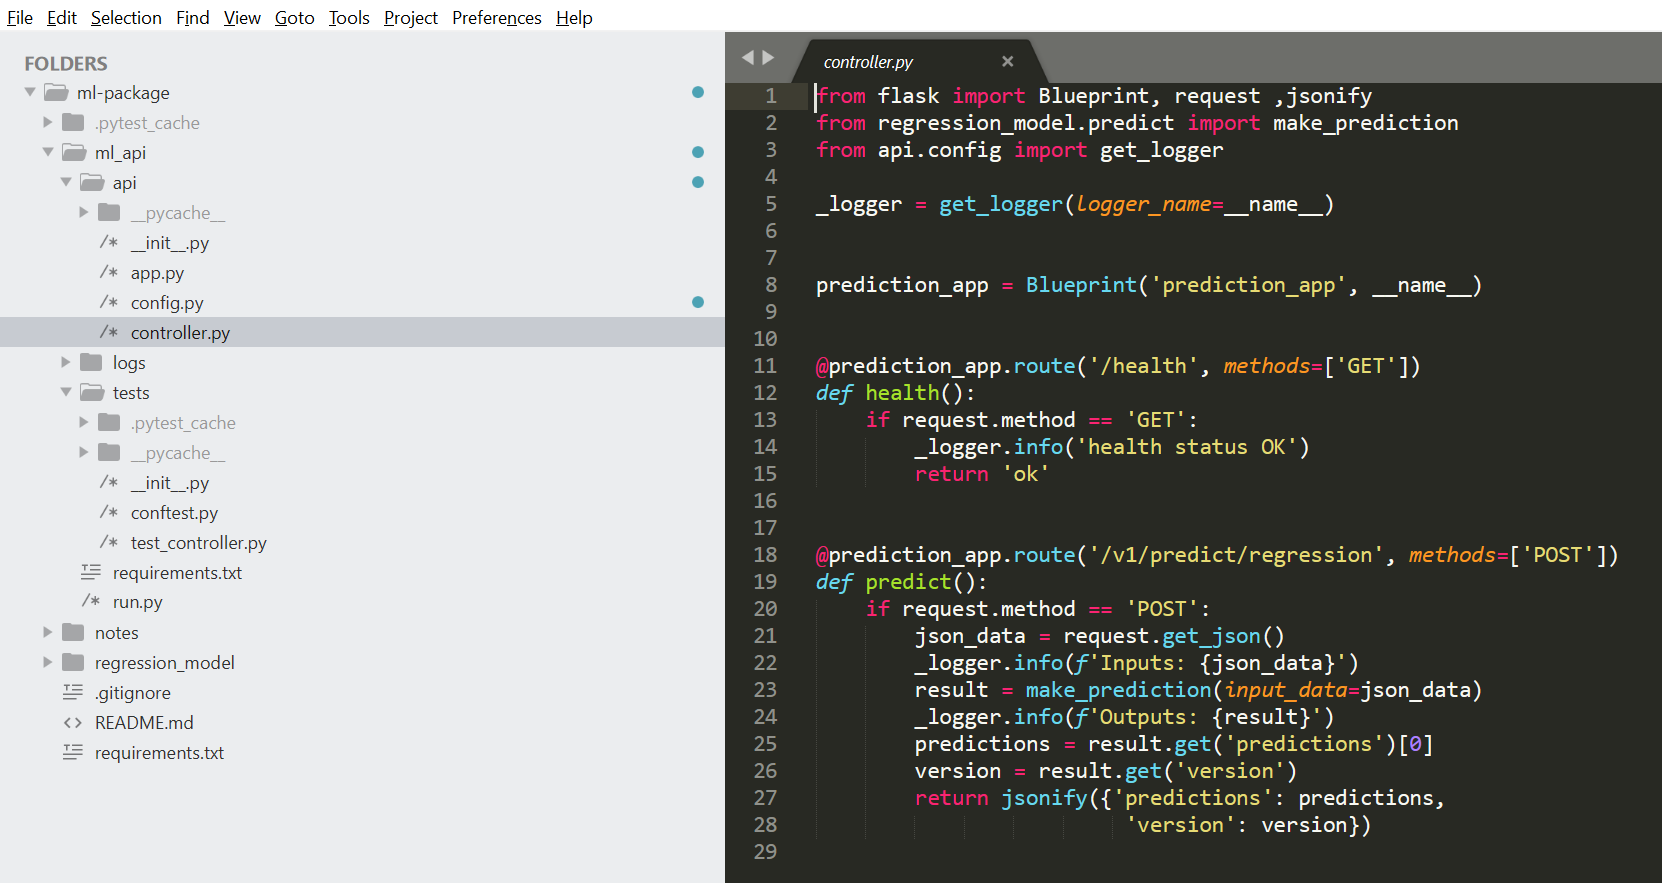 File Edit Selection Find View Goto Tools Project Preferences Help
FOLDERS
ml-package
.pytest_cache
ml_api
api
__pycache__
__init__.py
app.py
config.py
controller.py
logs
tests
.pytest_cache
__pycache__
__init__.py
conftest.py
test_controller.py
requirements.txt
run.py
notes
regression_model
.gitignore
README.md
requirements.txt
controller.py
1 from flask import Blueprint, request ,jsonify
2 from regression_model.predict import make_prediction
3 from api.config import get_logger
4
5 _logger = get_logger(logger_name=__name__)
6
7
8 prediction_app = Blueprint('prediction_app', __name__)
9
10
11 @prediction_app.route('/health', methods=['GET'])
12 def health():
13     if request.method == 'GET':
14         _logger.info('health status OK')
15         return 'ok'
16
17
18 @prediction_app.route('/v1/predict/regression', methods=['POST'])
19 def predict():
20     if request.method == 'POST':
21         json_data = request.get_json()
22         _logger.info(f'Inputs: {json_data}')
23         result = make_prediction(input_data=json_data)
24         _logger.info(f'Outputs: {result}')
25         predictions = result.get('predictions')[0]
26         version = result.get('version')
27         return jsonify({'predictions': predictions,
28                         'version': version})
29